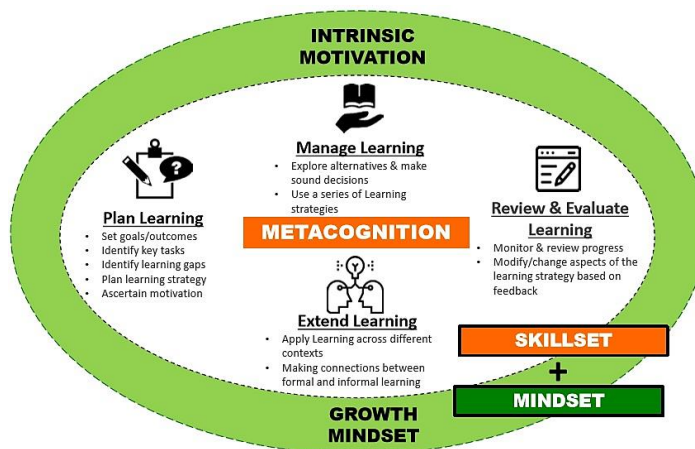 INTRINSIC
MOTIVATION
Manage Learning
• Explore alternatives & make
sound decisions
• Use a series of Learning
strategies
?
Plan Learning
• Set goals/outcomes
• Identify key tasks
• Identify learning gaps
• Plan learning strategy
• Ascertain motivation
METACOGNITION
Review & Evaluate
Learning
• Monitor & review progress
• Modify/change aspects of the
learning strategy based on
feedback
Extend Learning
• Apply Learning across different
contexts
• Making connections between
formal and informal learning
SKILLSET
+
MINDSET
GROWTH
MINDSET